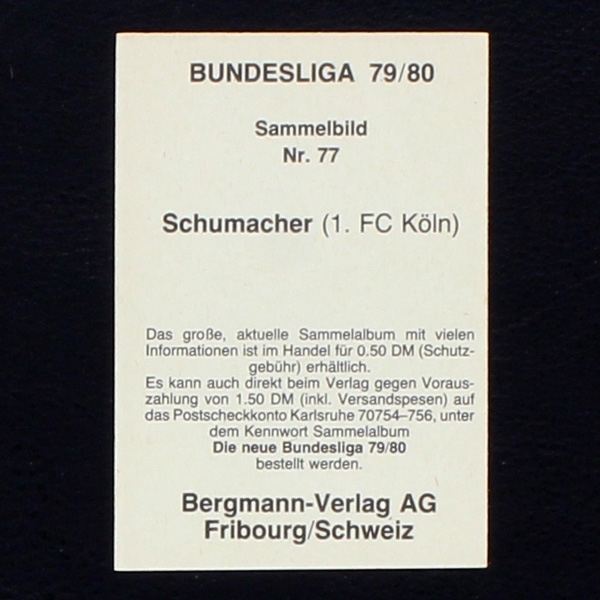 BUNDESLIGA 79/80
Sammelbild
Nr. 77
Schumacher (1. FC Köln)
Das große, aktuelle Sammelalbum mit vielen
Informationen ist im Handel für 0.50 DM (Schutz-
gebühr) erhältlich.
Es kann auch direkt beim Verlag gegen Voraus-
zahlung von 1.50 DM (inkl. Versandspesen) auf
das Postscheckkonto Karlsruhe 70754–756, unter
dem Kennwort Sammelalbum
Die neue Bundesliga 79/80
bestellt werden.
Bergmann-Verlag AG
Fribourg/Schweiz